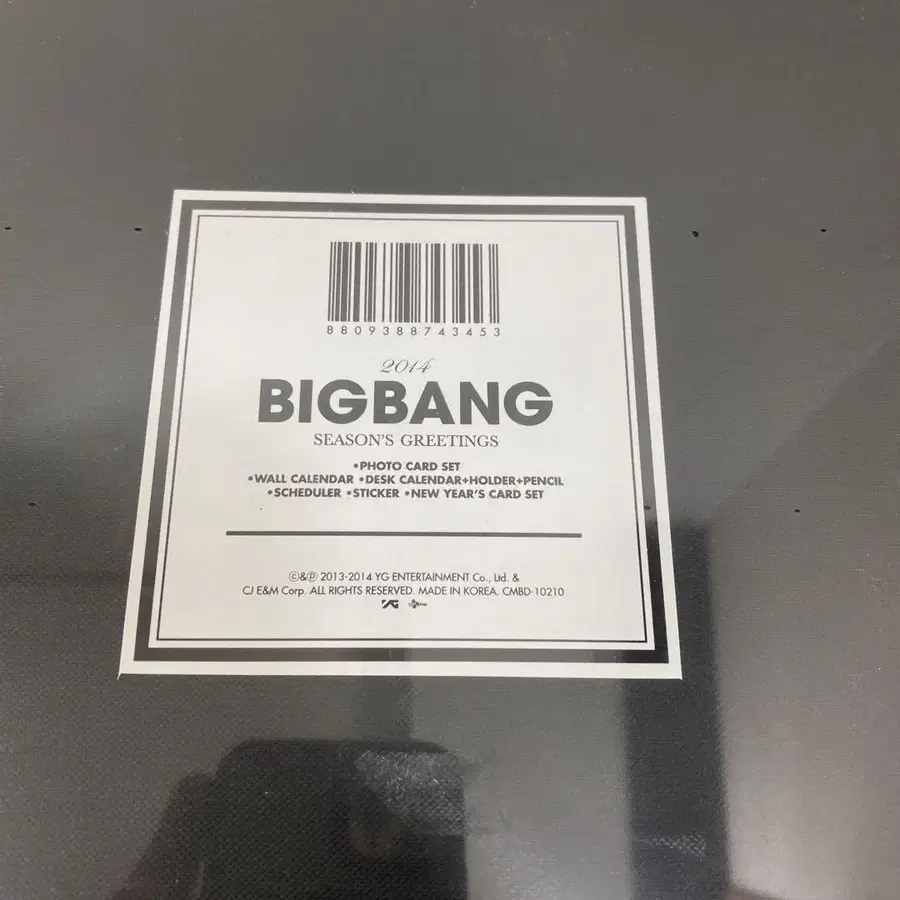 8809388743453
2014
BIGBANG
SEASON'S GREETINGS
•PHOTO CARD SET
•WALL CALENDAR •DESK CALENDAR+HOLDER+PENCIL
•SCHEDULER •STICKER •NEW YEAR'S CARD SET
©&℗ 2013-2014 YG ENTERTAINMENT Co., Ltd. &
CJ E&M Corp. ALL RIGHTS RESERVED. MADE IN KOREA. CMBD-10210
YG